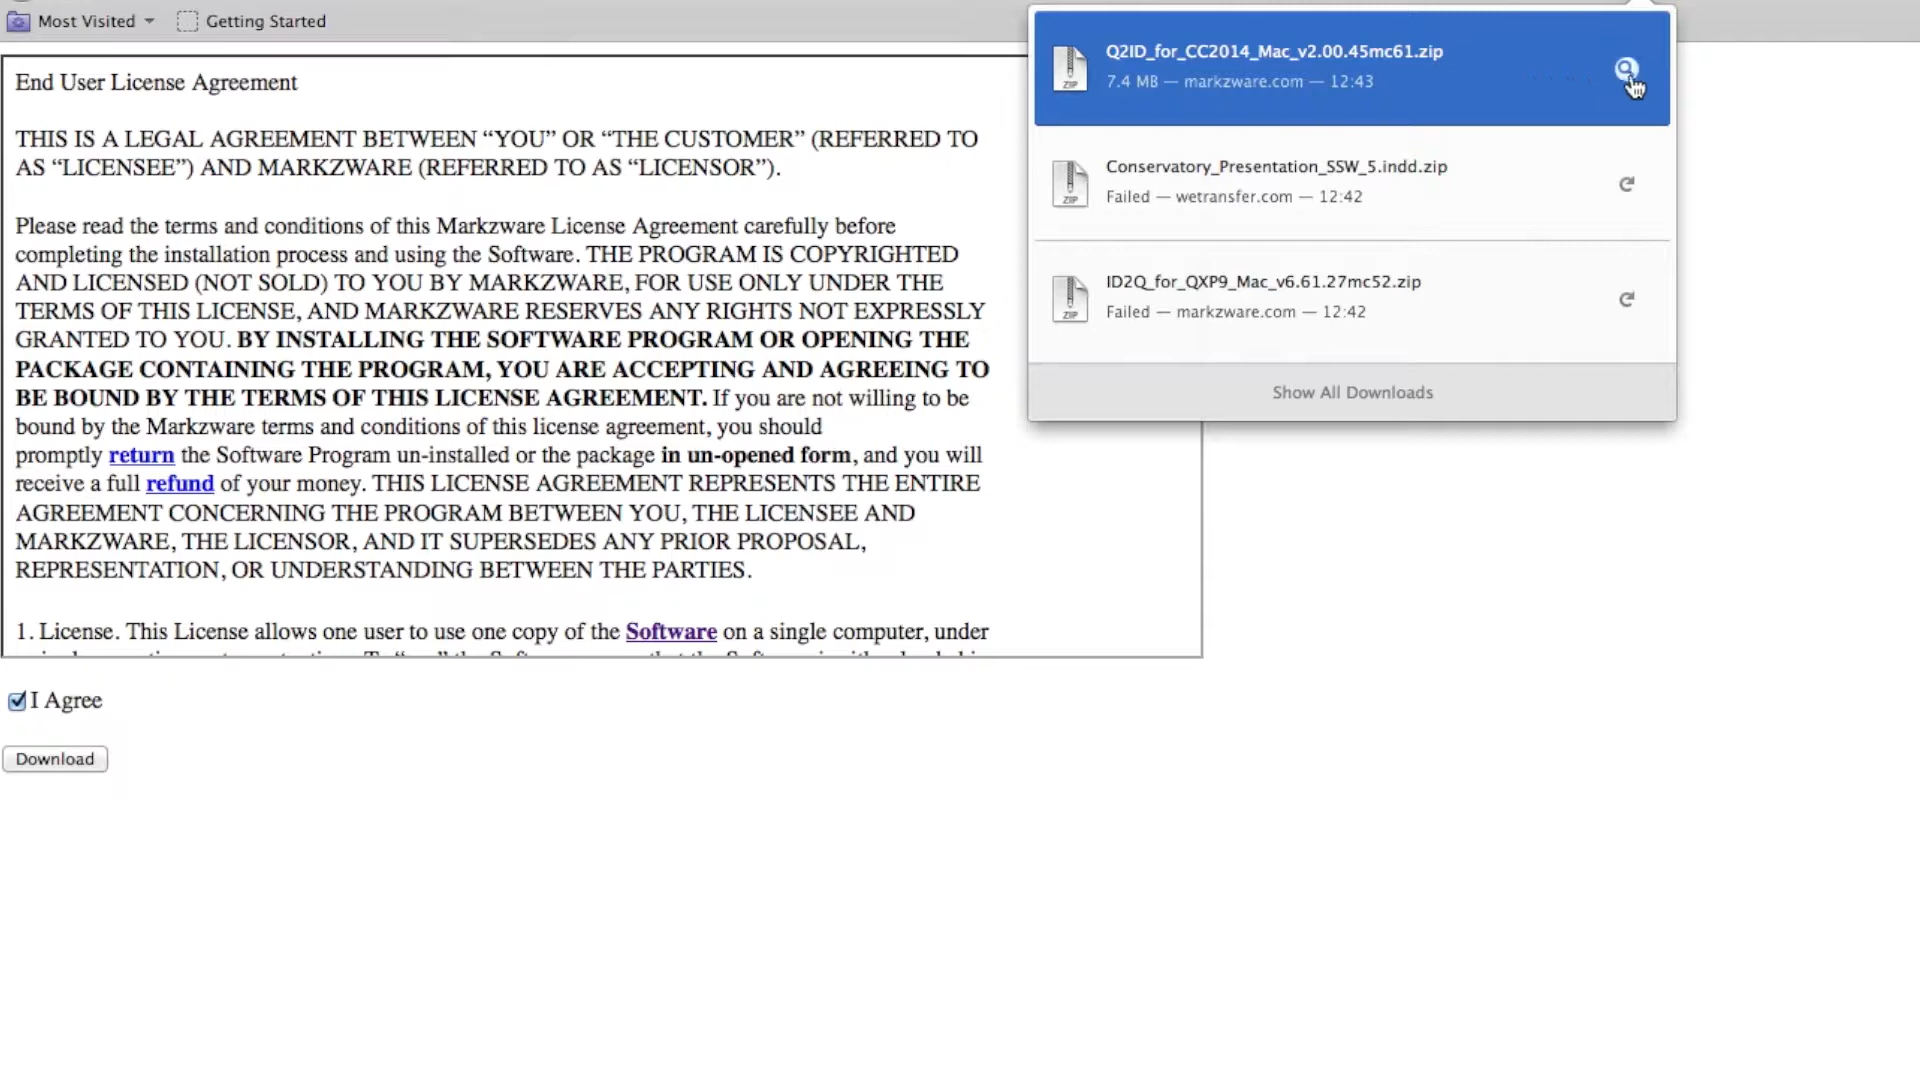 Most Visited
Getting Started
End User License Agreement
THIS IS A LEGAL AGREEMENT BETWEEN “YOU” OR “THE CUSTOMER” (REFERRED TO
AS “LICENSEE”) AND MARKZWARE (REFERRED TO AS “LICENSOR”).
Please read the terms and conditions of this Markzware License Agreement carefully before
completing the installation process and using the Software. THE PROGRAM IS COPYRIGHTED
AND LICENSED (NOT SOLD) TO YOU BY MARKZWARE, FOR USE ONLY UNDER THE
TERMS OF THIS LICENSE, AND MARKZWARE RESERVES ANY RIGHTS NOT EXPRESSLY
GRANTED TO YOU. BY INSTALLING THE SOFTWARE PROGRAM OR OPENING THE
PACKAGE CONTAINING THE PROGRAM, YOU ARE ACCEPTING AND AGREEING TO
BE BOUND BY THE TERMS OF THIS LICENSE AGREEMENT. If you are not willing to be
bound by the Markzware terms and conditions of this license agreement, you should
promptly return the Software Program un-installed or the package in un-opened form, and you will
receive a full refund of your money. THIS LICENSE AGREEMENT REPRESENTS THE ENTIRE
AGREEMENT CONCERNING THE PROGRAM BETWEEN YOU, THE LICENSEE AND
MARKZWARE, THE LICENSOR, AND IT SUPERSEDES ANY PRIOR PROPOSAL,
REPRESENTATION, OR UNDERSTANDING BETWEEN THE PARTIES.
1. License. This License allows one user to use one copy of the Software on a single computer, under
I Agree
Download
Q2ID_for_CC2014_Mac_v2.00.45mc61.zip
7.4 MB — markzware.com — 12:43
ZIP
Conservatory_Presentation_SSW_5.indd.zip
Failed — wetransfer.com — 12:42
ZIP
ID2Q_for_QXP9_Mac_v6.61.27mc52.zip
Failed — markzware.com — 12:42
ZIP
Show All Downloads